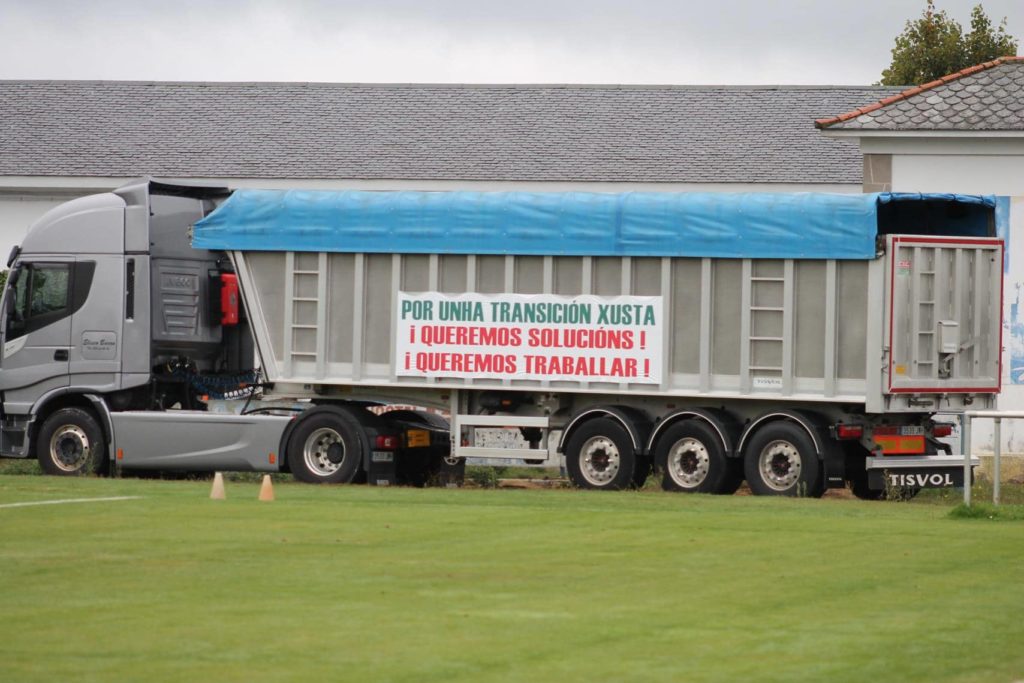 POR UNHA TRANSICIÓN XUSTA
¡ QUEREMOS SOLUCIÓNS !
¡ QUEREMOS TRABALLAR !
TISVOL